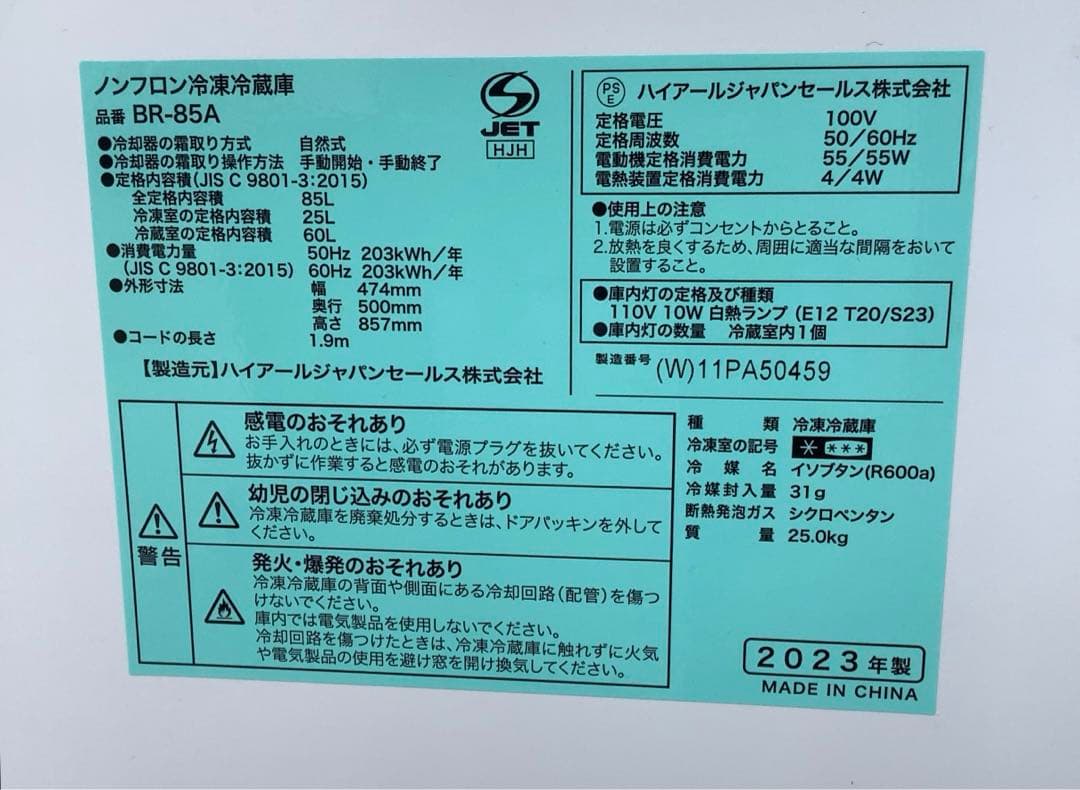 ノンフロン冷凍冷蔵庫
品番 BR-85A
●冷却器の霜取り方式 自然式
●冷却器の霜取り操作方法 手動開始・手動終了
●定格内容積(JIS C 9801-3:2015)
全定格内容積 85L
冷凍室の定格内容積 25L
冷蔵室の定格内容積 60L
●消費電力量 50Hz 203kWh/年
(JIS C 9801-3:2015) 60Hz 203kWh/年
●外形寸法 幅 474mm
奥行 500mm
高さ 857mm
●コードの長さ 1.9m
【製造元】ハイアールジャパンセールス株式会社
JET
HJH
PS
E
ハイアールジャパンセールス株式会社
定格電圧 100V
定格周波数 50/60Hz
電動機定格消費電力 55/55W
電熱装置定格消費電力 4/4W
●使用上の注意
1.電源は必ずコンセントからとること。
2.放熱を良くするため、周囲に適当な間隔をおいて
設置すること。
●庫内灯の定格及び種類
110V 10W 白熱ランプ (E12 T20/S23)
●庫内灯の数量 冷蔵室内1個
製造番号 (W)11PA50459
警告
感電のおそれあり
お手入れのときには、必ず電源プラグを抜いてください。
抜かずに作業すると感電のおそれがあります。
幼児の閉じ込みのおそれあり
冷凍冷蔵庫を廃棄処分するときは、ドアパッキンを外して
ください。
発火・爆発のおそれあり
冷凍冷蔵庫の背面や側面にある冷却回路(配管)を傷つ
けないでください。
庫内では電気製品を使用しないでください。
冷却回路を傷つけたときは、冷凍冷蔵庫に触れずに火気
や電気製品の使用を避け窓を開け換気してください。
種類 冷凍冷蔵庫
冷凍室の記号 * ***
冷媒名 イソブタン(R600a)
冷媒封入量 31g
断熱発泡ガス シクロペンタン
質量 25.0kg
2023年製
MADE IN CHINA